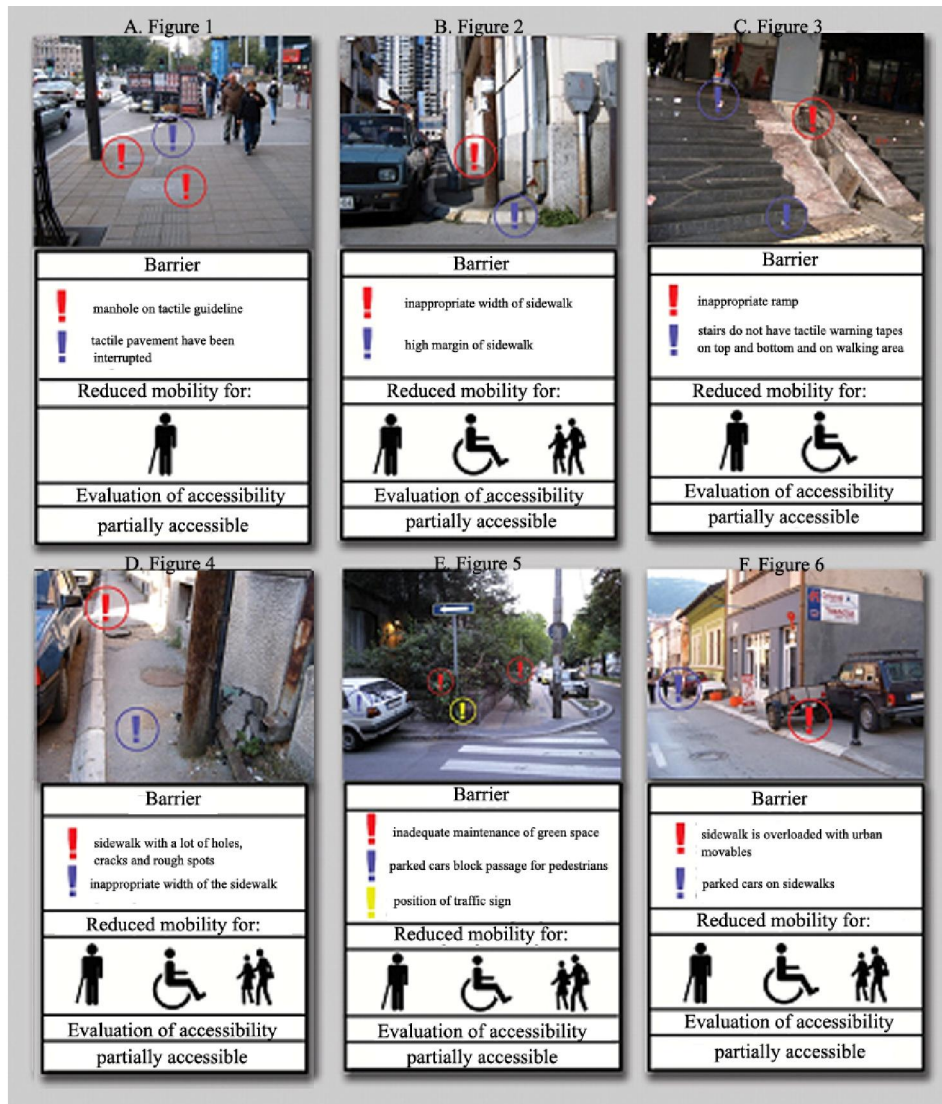 A. Figure 1
Barrier
manhole on tactile guideline
tactile pavement have been
interrupted
Reduced mobility for:
Evaluation of accessibility
partially accessible
B. Figure 2
Barrier
inappropriate width of sidewalk
high margin of sidewalk
Reduced mobility for:
Evaluation of accessibility
partially accessible
C. Figure 3
Barrier
inappropriate ramp
stairs do not have tactile warning tapes
on top and bottom and on walking area
Reduced mobility for:
Evaluation of accessibility
partially accessible
D. Figure 4
Barrier
sidewalk with a lot of holes,
cracks and rough spots
inappropriate width of the sidewalk
Reduced mobility for:
Evaluation of accessibility
partially accessible
E. Figure 5
Barrier
inadequate maintenance of green space
parked cars block passage for pedestrians
position of traffic sign
Reduced mobility for:
Evaluation of accessibility
partially accessible
F. Figure 6
Barrier
sidewalk is overloaded with urban
movables
parked cars on sidewalks
Reduced mobility for:
Evaluation of accessibility
partially accessible